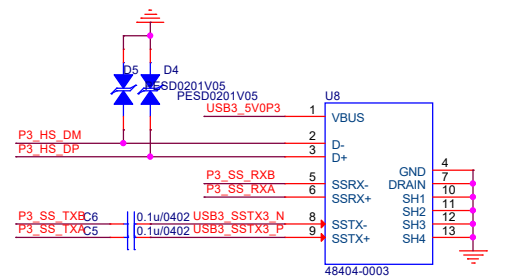 D5 D4
PESD0201V05
PESD0201V05
U8
USB3_5V0P3 1 VBUS
P3_HS_DM 2 D-
P3_HS_DP 3 D+
GND 4
P3_SS_RXB 5 SSRX- DRAIN 7
P3_SS_RXA 6 SSRX+ SH1 10
SH2 11
P3_SS_TXB C6 0.1u/0402 USB3_SSTX3_N 8 SSTX- SH3 12
P3_SS_TXA C5 0.1u/0402 USB3_SSTX3_P 9 SSTX+ SH4 13
48404-0003